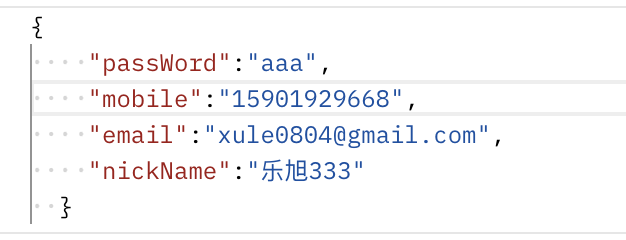 {
"passWord":"aaa",
"mobile":"15901929668",
"email":"xule0804@gmail.com",
"nickName":"乐旭333"
}